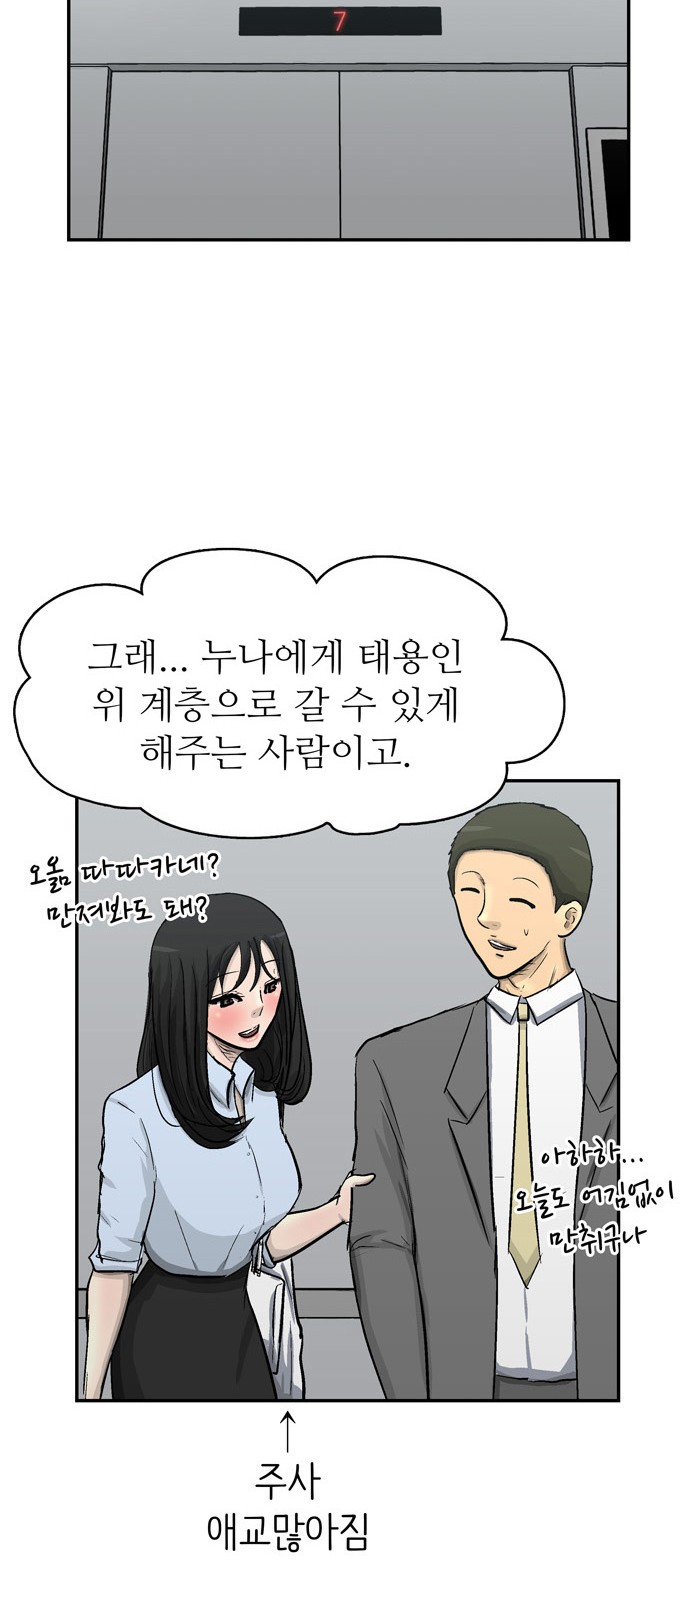 7
그래... 누나에게 태용인
위 계층으로 갈 수 있게
해주는 사람이고.
오옳 따따카네?
만져봐도 돼?
아하하...
오늘도 어김없이
만취구나
↑
주사
애교많아짐